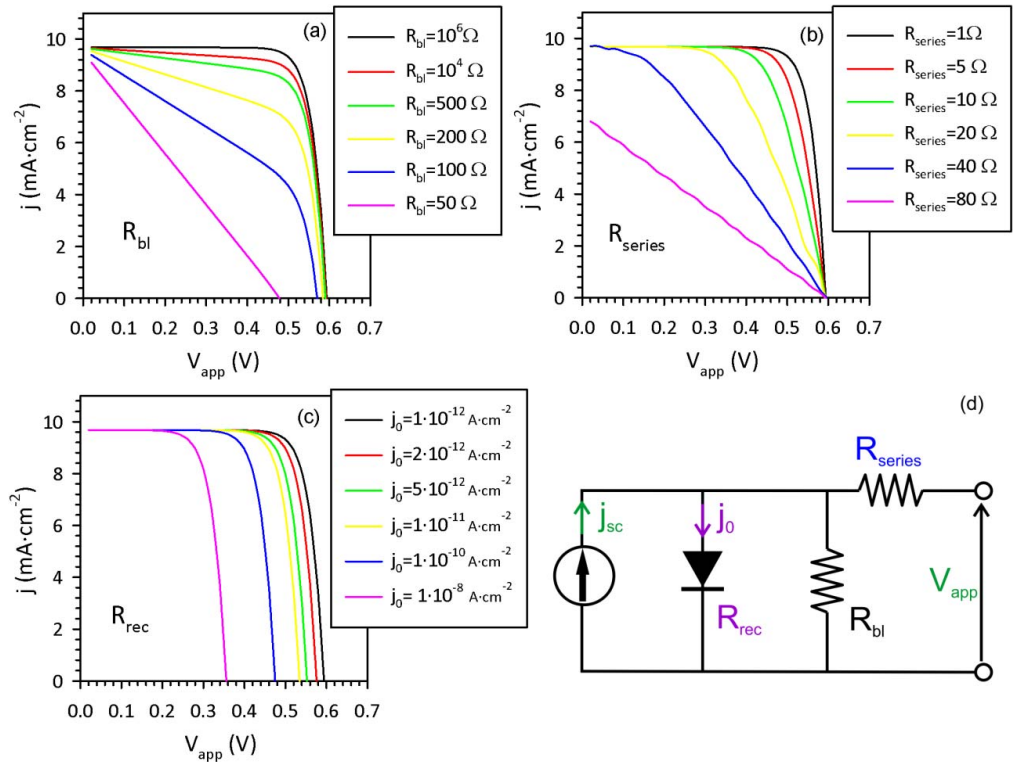 (a)
j (mA·cm⁻²)
10
8
6
4
2
0
0.0 0.1 0.2 0.3 0.4 0.5 0.6 0.7
V_app (V)
R_bl
R_bl=10⁶Ω
R_bl=10⁴ Ω
R_bl=500 Ω
R_bl=200 Ω
R_bl=100 Ω
R_bl=50 Ω
(b)
j (mA·cm⁻²)
10
8
6
4
2
0
0.0 0.1 0.2 0.3 0.4 0.5 0.6 0.7
V_app (V)
R_series
R_series=1Ω
R_series=5 Ω
R_series=10 Ω
R_series=20 Ω
R_series=40 Ω
R_series=80 Ω
(c)
j (mA·cm⁻²)
10
8
6
4
2
0
0.0 0.1 0.2 0.3 0.4 0.5 0.6 0.7
V_app (V)
R_rec
j₀=1·10⁻¹² A·cm⁻²
j₀=2·10⁻¹² A·cm⁻²
j₀=5·10⁻¹² A·cm⁻²
j₀=1·10⁻¹¹ A·cm⁻²
j₀=1·10⁻¹⁰ A·cm⁻²
j₀= 1·10⁻⁸ A·cm⁻²
(d)
R_series
j_sc
j₀
V_app
R_rec
R_bl